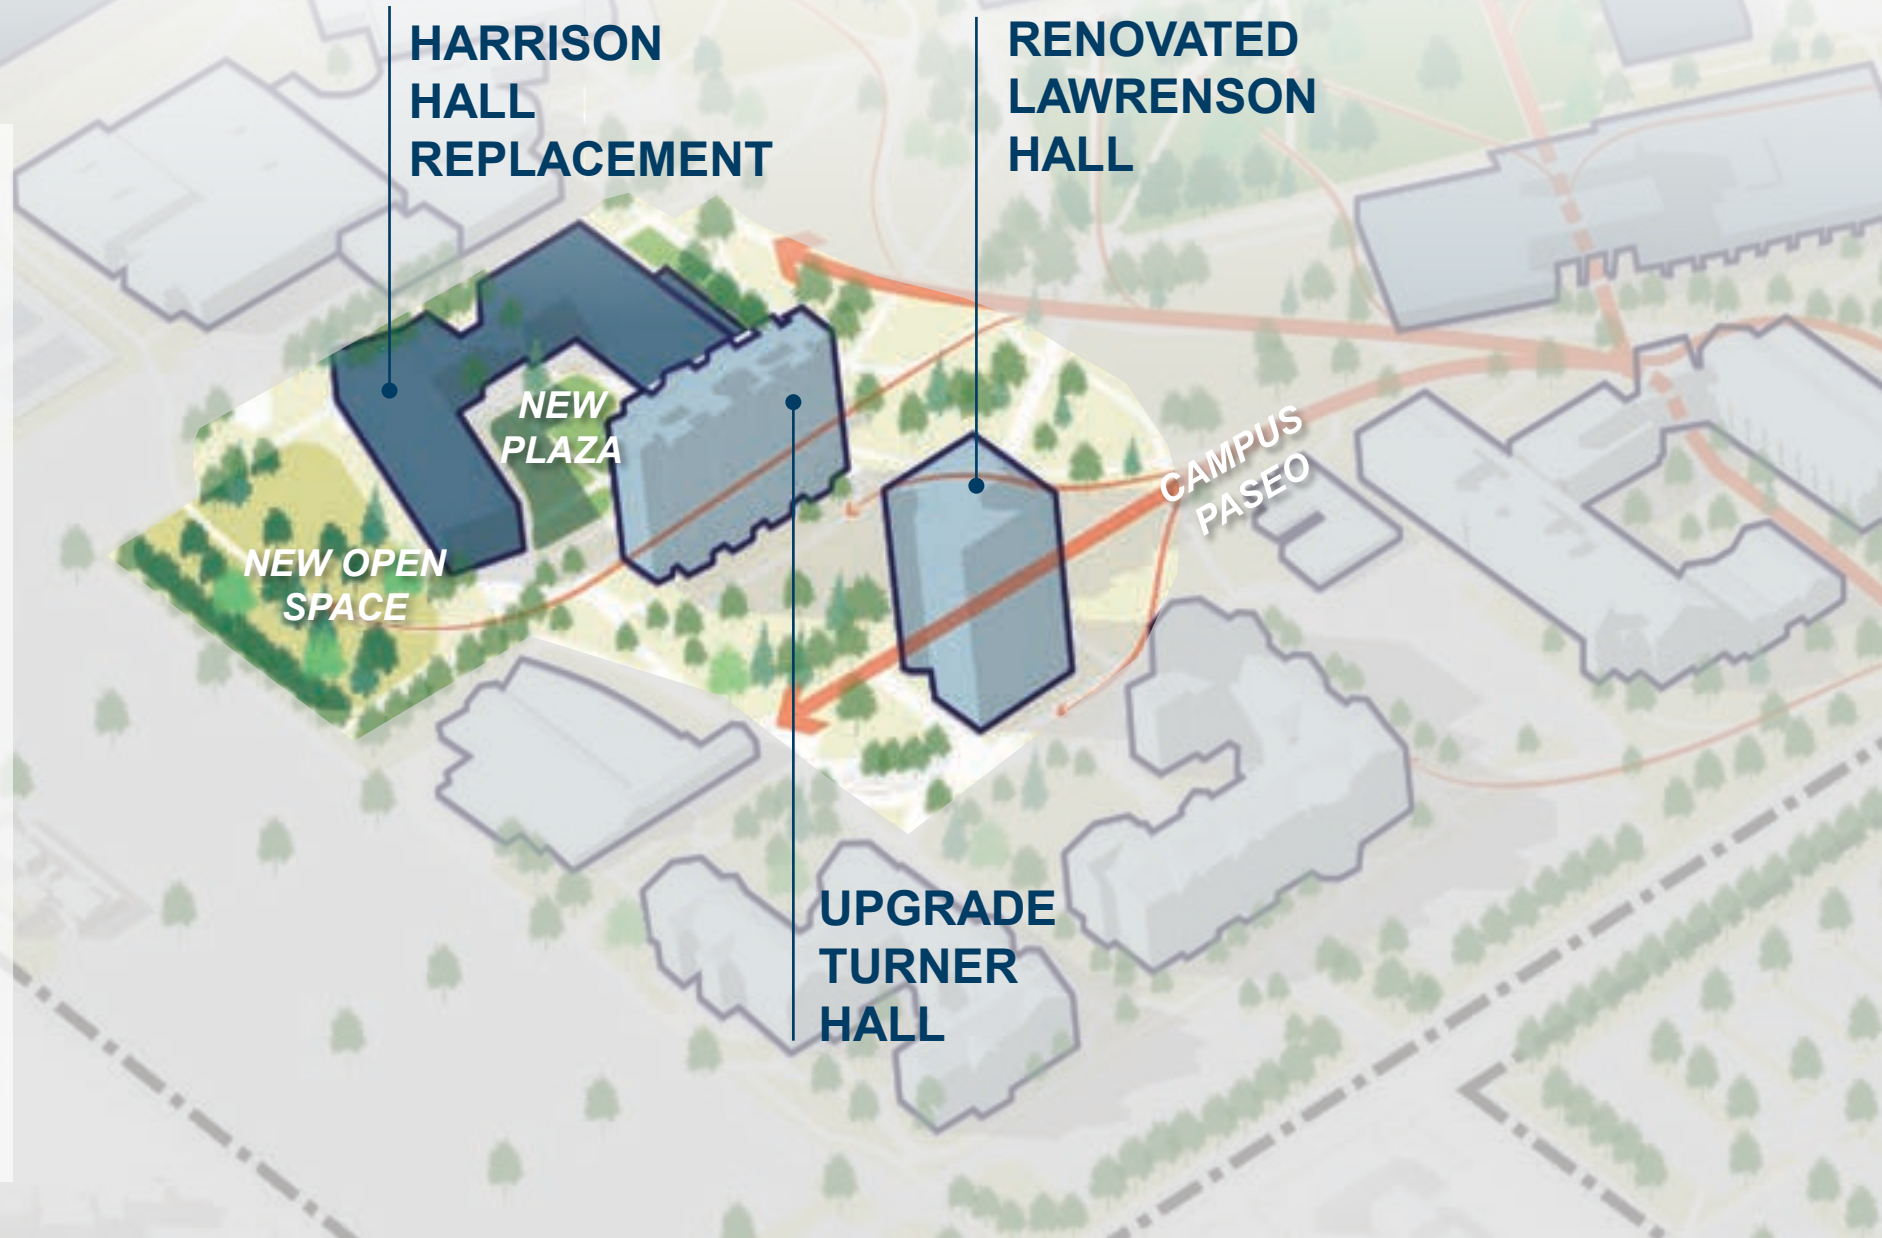 HARRISON
HALL
REPLACEMENT
RENOVATED
LAWRENSON
HALL
NEW
PLAZA
CAMPUS
PASEO
NEW OPEN
SPACE
UPGRADE
TURNER
HALL